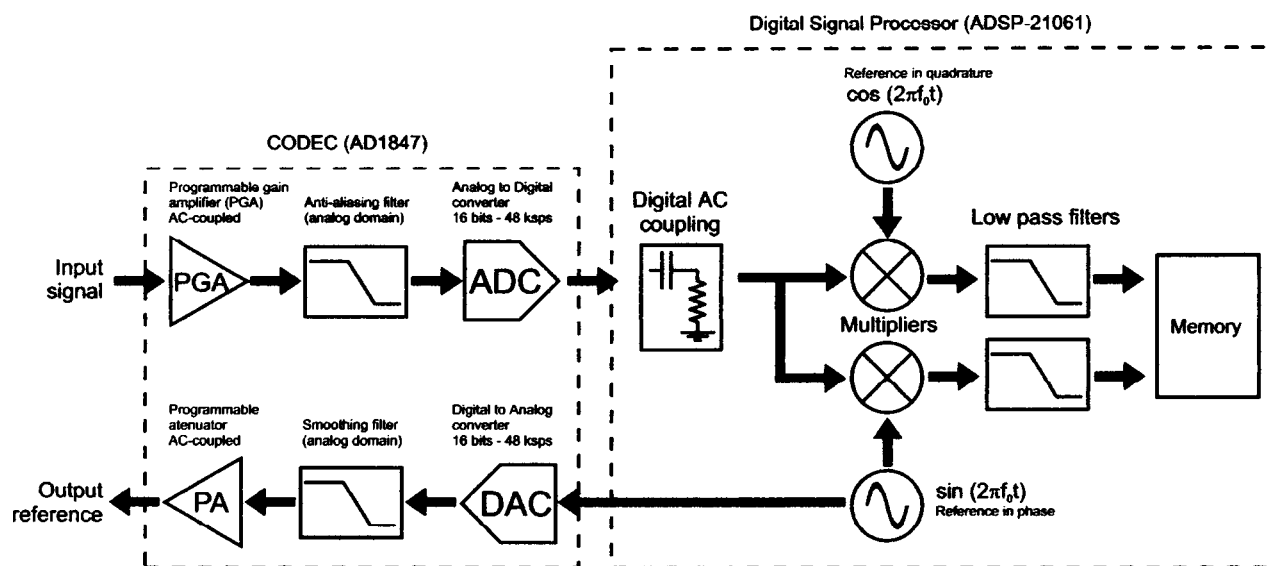 Digital Signal Processor (ADSP-21061)
Reference in quadrature
cos (2πf₀t)
CODEC (AD1847)
Programmable gain
amplifier (PGA)
AC-coupled
Anti-aliasing filter
(analog domain)
Analog to Digital
converter
16 bits - 48 ksps
Digital AC
coupling
Low pass filters
Input
signal
PGA
ADC
Multipliers
Memory
Programmable
atenuator
AC-coupled
Smoothing filter
(analog domain)
Digital to Analog
converter
16 bits - 48 ksps
Output
reference
PA
DAC
sin (2πf₀t)
Reference in phase